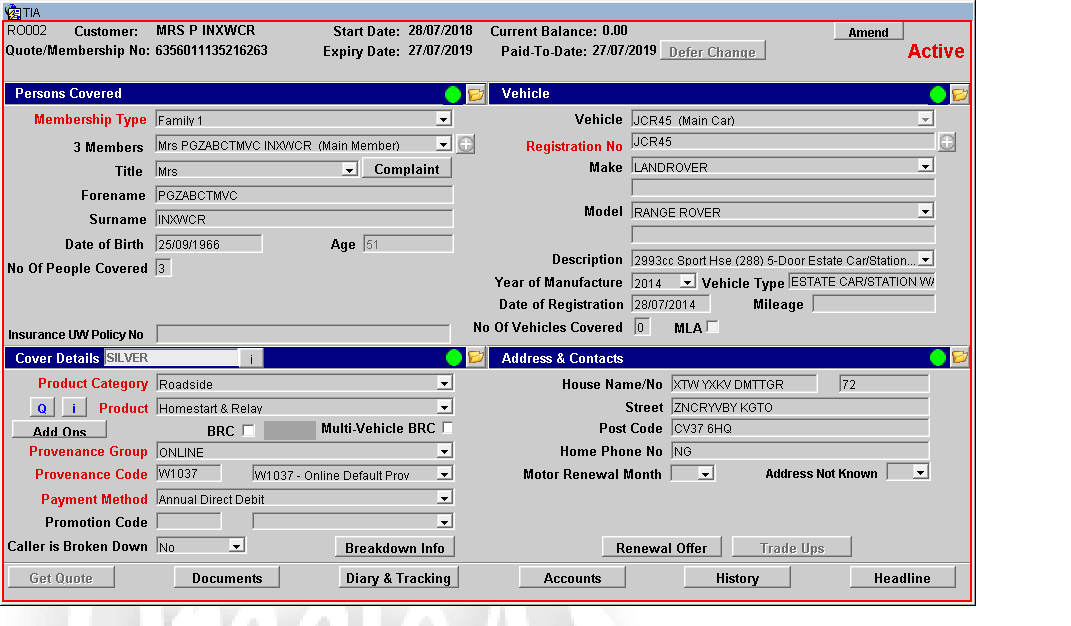 TIA
RO002 Customer: MRS P INXWCR Start Date: 28/07/2018 Current Balance: 0.00 Amend
Quote/Membership No: 6356011135216263 Expiry Date: 27/07/2019 Paid-To-Date: 27/07/2019 Defer Change Active
Persons Covered
Membership Type Family 1
3 Members Mrs PGZABCTMVC INXWCR (Main Member)
Title Mrs Complaint
Forename PGZABCTMVC
Surname INXWCR
Date of Birth 25/09/1966 Age 51
No Of People Covered 3
Insurance UW Policy No
Vehicle
Vehicle JCR45 (Main Car)
Registration No JCR45
Make LANDROVER
Model RANGE ROVER
Description 2993cc Sport Hse (288) 5-Door Estate Car/Station...
Year of Manufacture 2014 Vehicle Type ESTATE CAR/STATION WA
Date of Registration 28/07/2014 Mileage
No Of Vehicles Covered 0 MLA
Cover Details SILVER i
Product Category Roadside
Q i Product Homestart & Relay
Add Ons BRC Multi-Vehicle BRC
Provenance Group ONLINE
Provenance Code W1037 W1037 - Online Default Prov
Payment Method Annual Direct Debit
Promotion Code
Caller is Broken Down No Breakdown Info
Address & Contacts
House Name/No XTW YXKV DMTTGR 72
Street ZNCRYVBY KGTO
Post Code CV37 6HQ
Home Phone No NG
Motor Renewal Month Address Not Known
Renewal Offer Trade Ups
Get Quote Documents Diary & Tracking Accounts History Headline